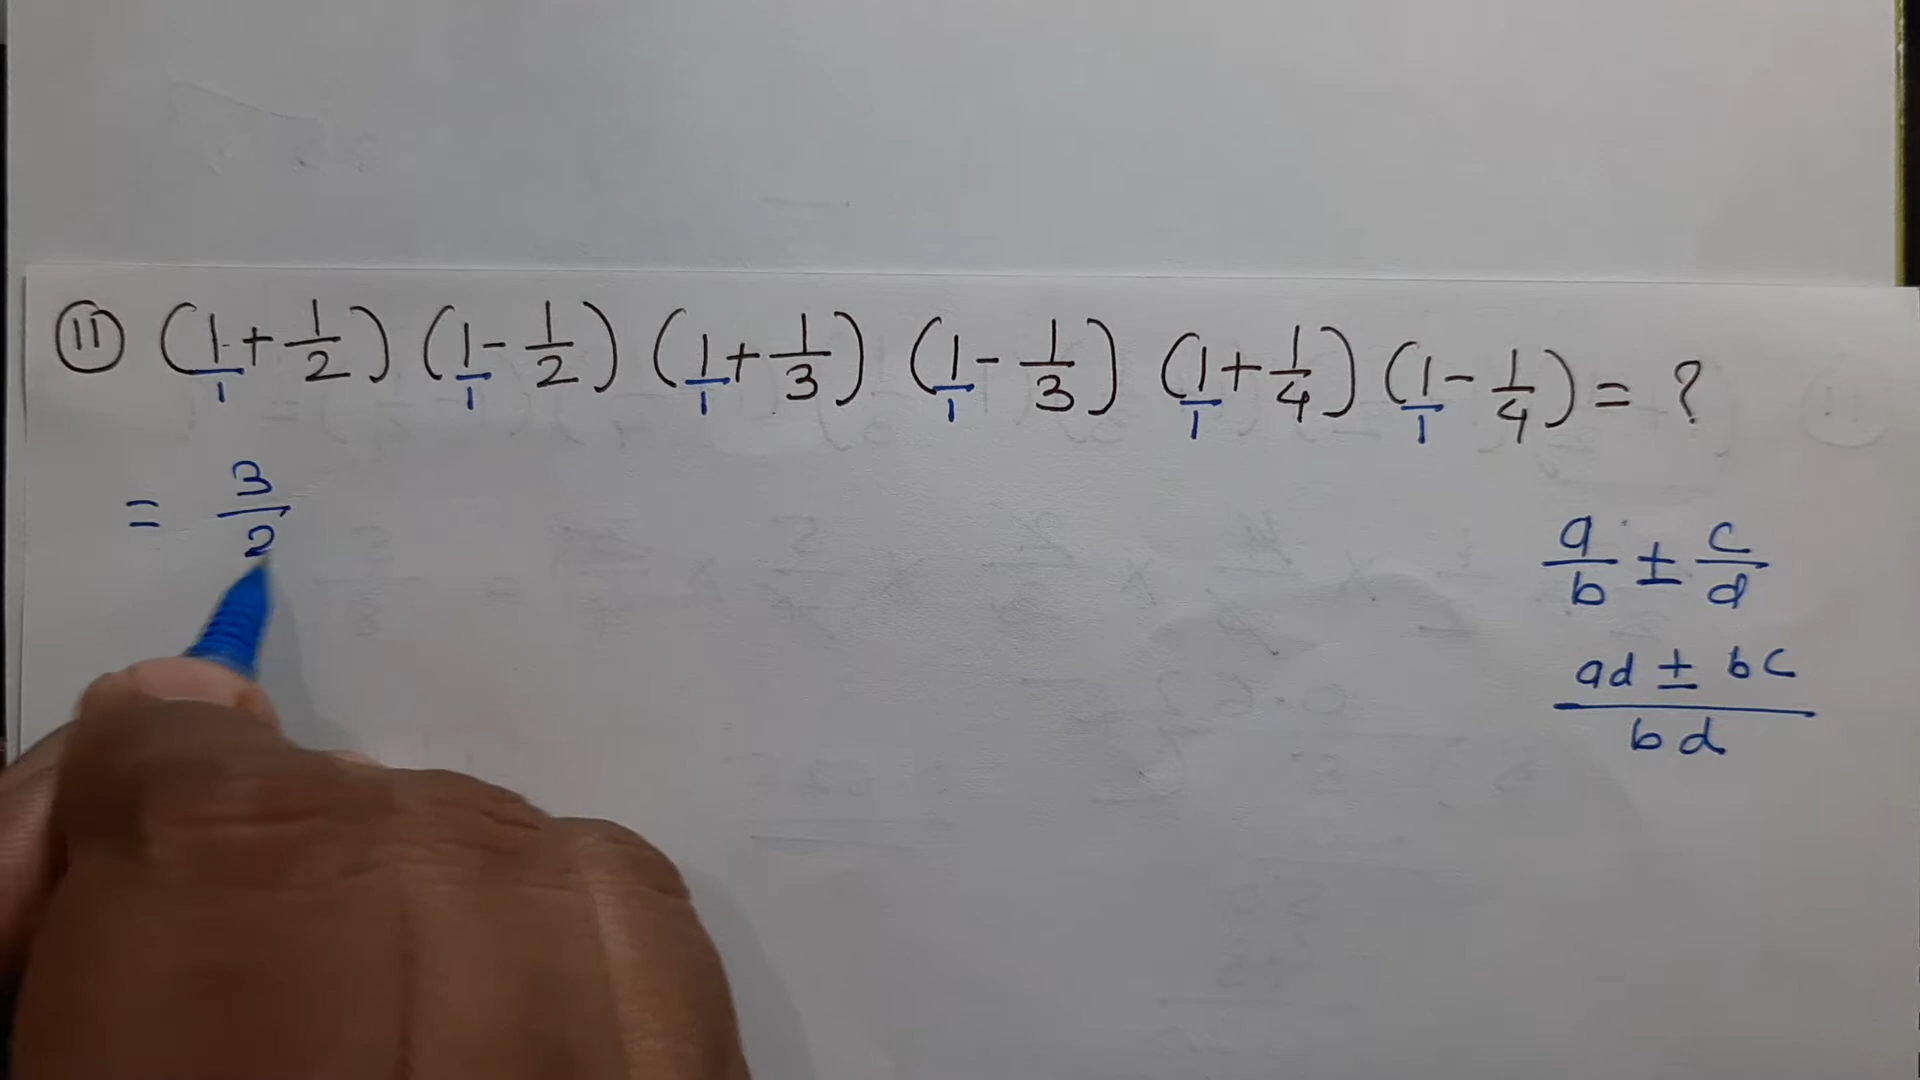 ⑪ (1/1 + 1/2) (1/1 - 1/2) (1/1 + 1/3) (1/1 - 1/3) (1/1 + 1/4) (1/1 - 1/4) = ?
= 3/2
a/b ± c/d
ad ± bc
bd